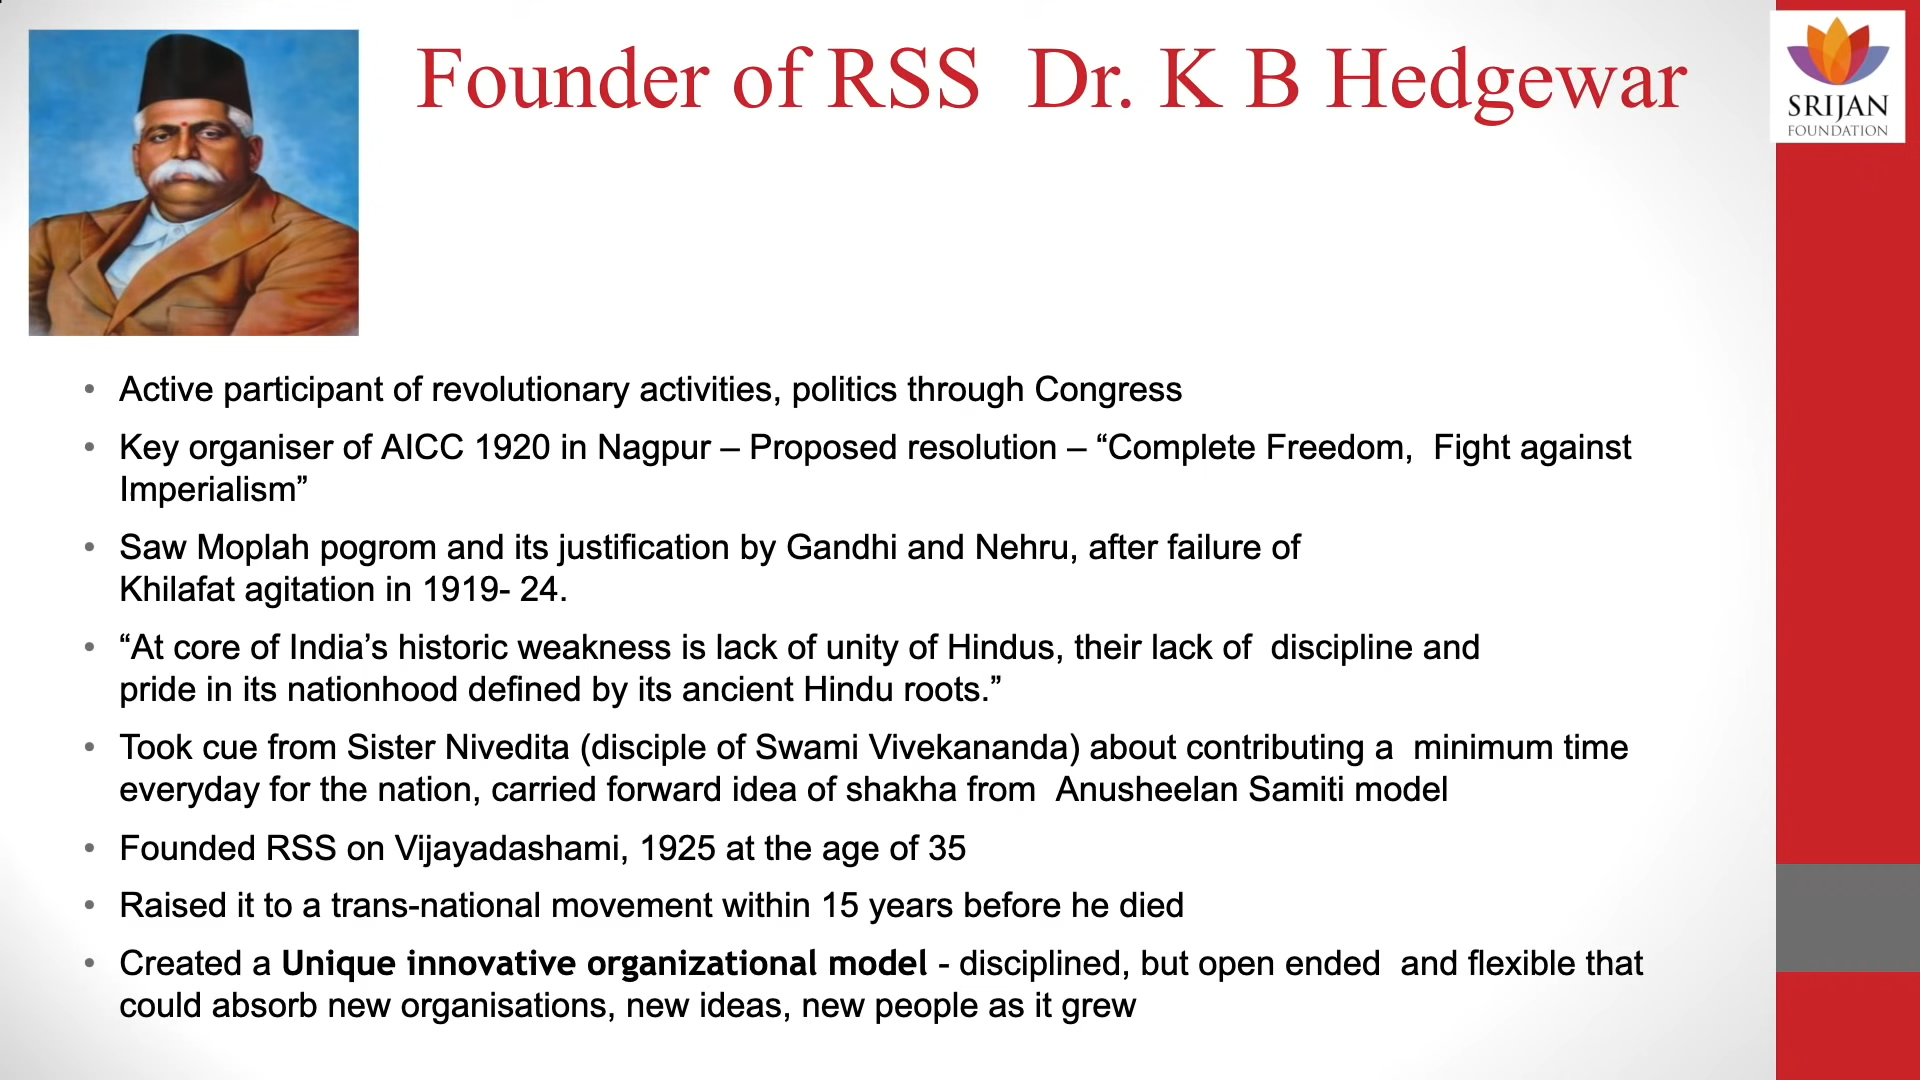 Founder of RSS  Dr. K B Hedgewar
SRIJAN
FOUNDATION
• Active participant of revolutionary activities, politics through Congress
• Key organiser of AICC 1920 in Nagpur – Proposed resolution – “Complete Freedom,  Fight against
Imperialism”
• Saw Moplah pogrom and its justification by Gandhi and Nehru, after failure of
Khilafat agitation in 1919- 24.
• “At core of India’s historic weakness is lack of unity of Hindus, their lack of  discipline and
pride in its nationhood defined by its ancient Hindu roots.”
• Took cue from Sister Nivedita (disciple of Swami Vivekananda) about contributing a  minimum time
everyday for the nation, carried forward idea of shakha from  Anusheelan Samiti model
• Founded RSS on Vijayadashami, 1925 at the age of 35
• Raised it to a trans-national movement within 15 years before he died
• Created a Unique innovative organizational model - disciplined, but open ended  and flexible that
could absorb new organisations, new ideas, new people as it grew